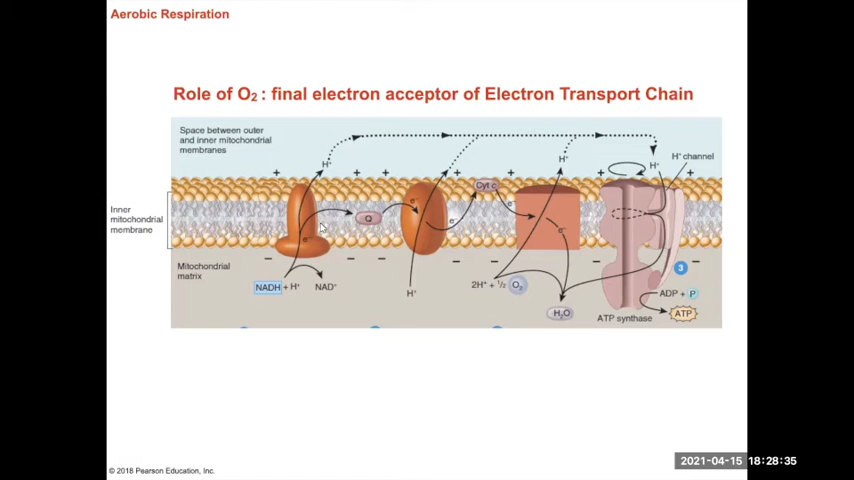 Aerobic Respiration
Role of O₂ : final electron acceptor of Electron Transport Chain
Space between outer
and inner mitochondrial
membranes
H⁺
H⁺
H⁺
H⁺ channel
+ + + + + +
Cyt c
Inner
mitochondrial
membrane
Q
e⁻
e⁻
e⁻
e⁻
e⁻
− − − − − − −
Mitochondrial
matrix
3
NADH + H⁺
NAD⁺
H⁺
2H⁺ + ½ O₂
ADP + P
H₂O
ATP synthase
ATP
2021-04-15 18:28:35
© 2018 Pearson Education, Inc.